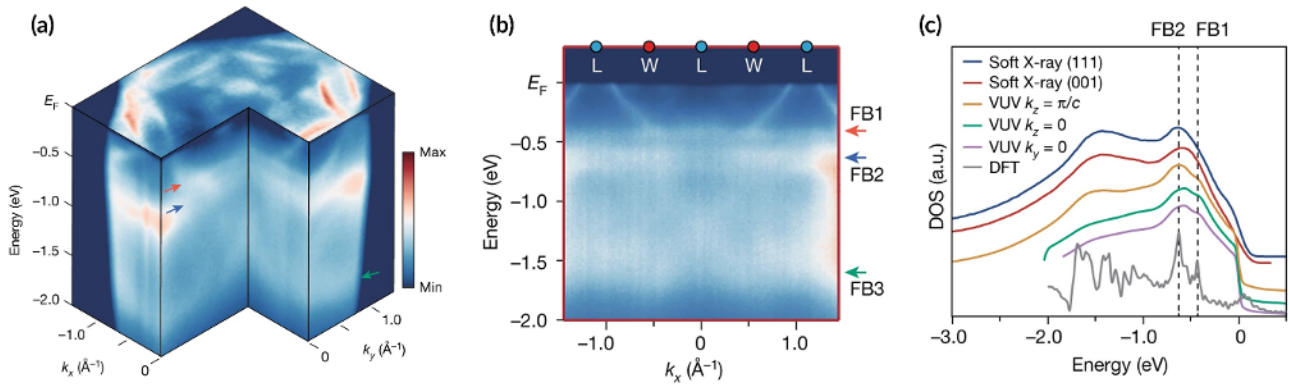 (a)
E_F
−0.5
−1.0
−1.5
−2.0
Energy (eV)
−1.0
0
k_x (Å⁻¹)
0
1.0
k_y (Å⁻¹)
Max
Min
(b)
L W L W L
E_F
−0.5
−1.0
−1.5
−2.0
Energy (eV)
FB1
FB2
FB3
−1.0 0 1.0
k_x (Å⁻¹)
(c)
FB2 FB1
Soft X-ray (111)
Soft X-ray (001)
VUV k_z = π/c
VUV k_z = 0
VUV k_y = 0
DFT
DOS (a.u.)
−3.0 −2.0 −1.0 0
Energy (eV)